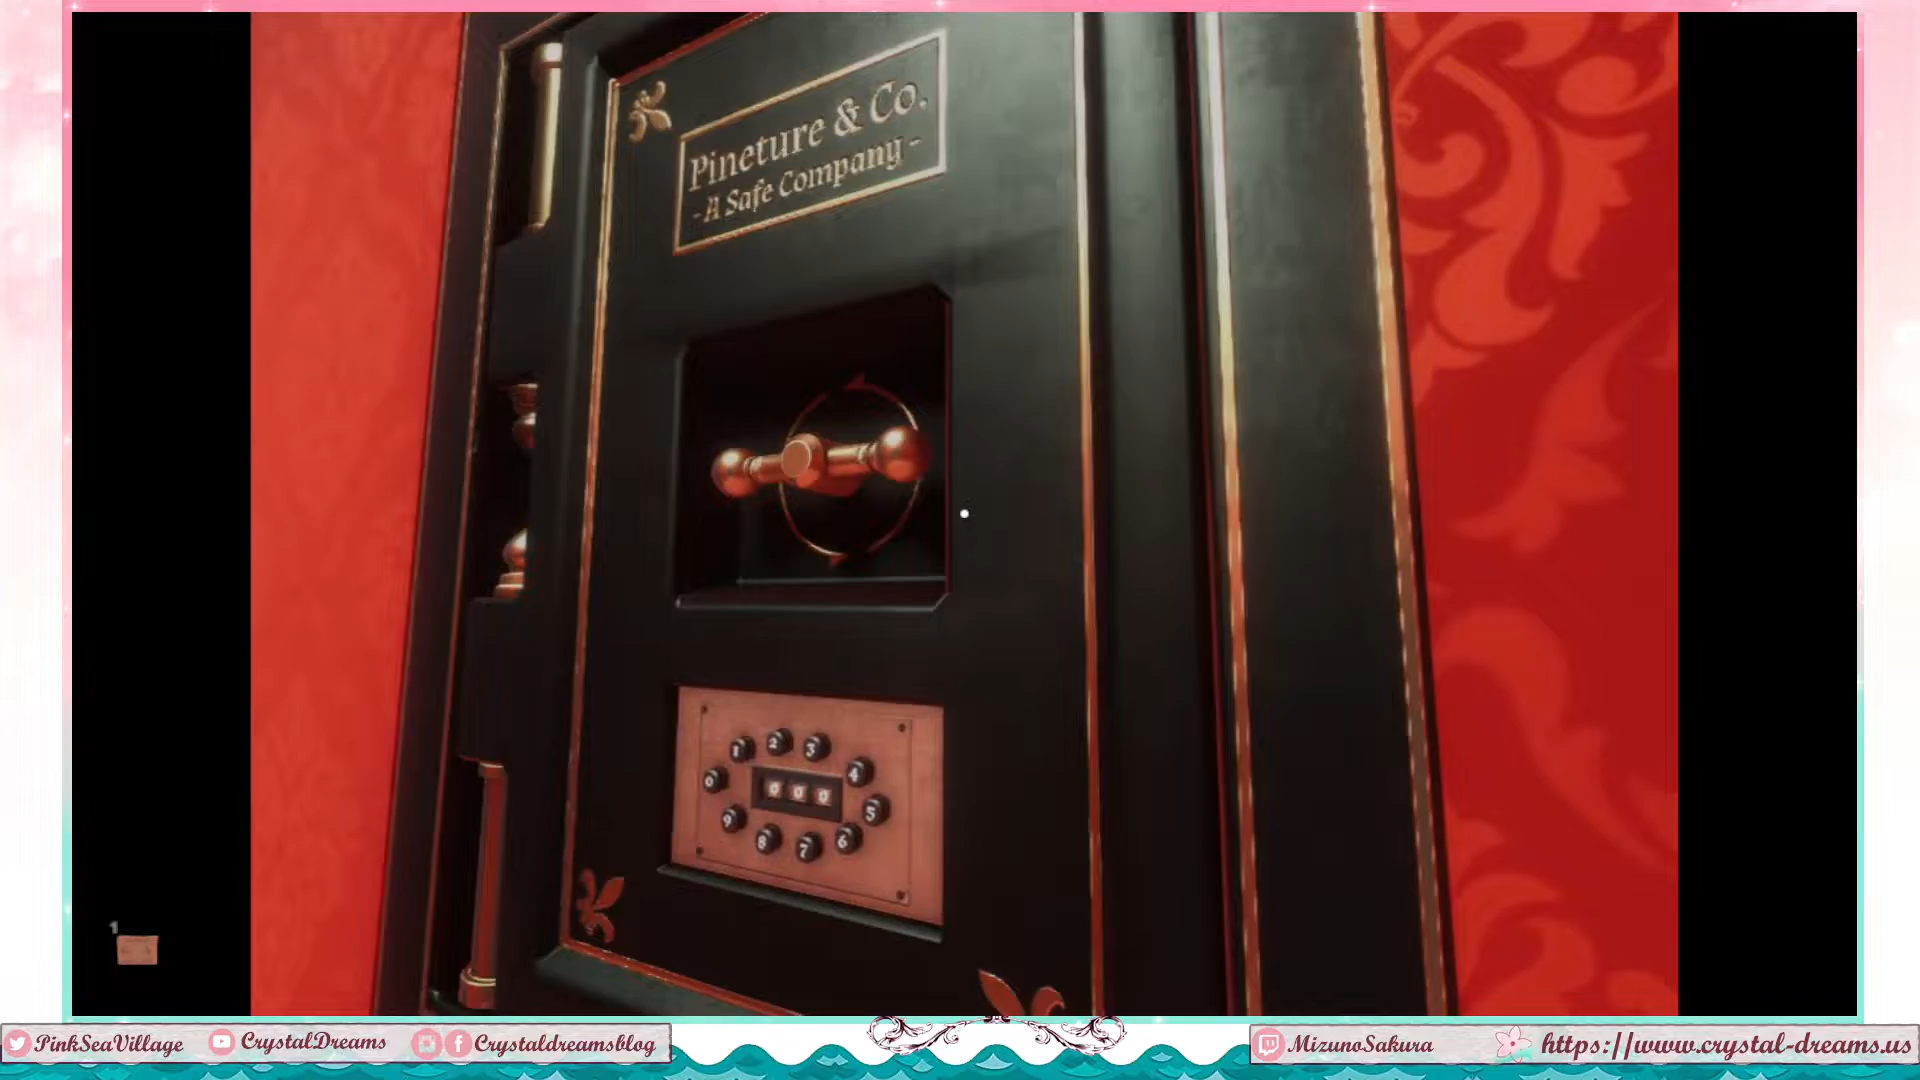 Pineture & Co.
- A Safe Company -
1 2 3
0 4
0 0 0
9 5
8 7 6
1
PinkSeaVillage
CrystalDreams
Crystaldreamsblog
MizunoSakura
https://www.crystal-dreams.us